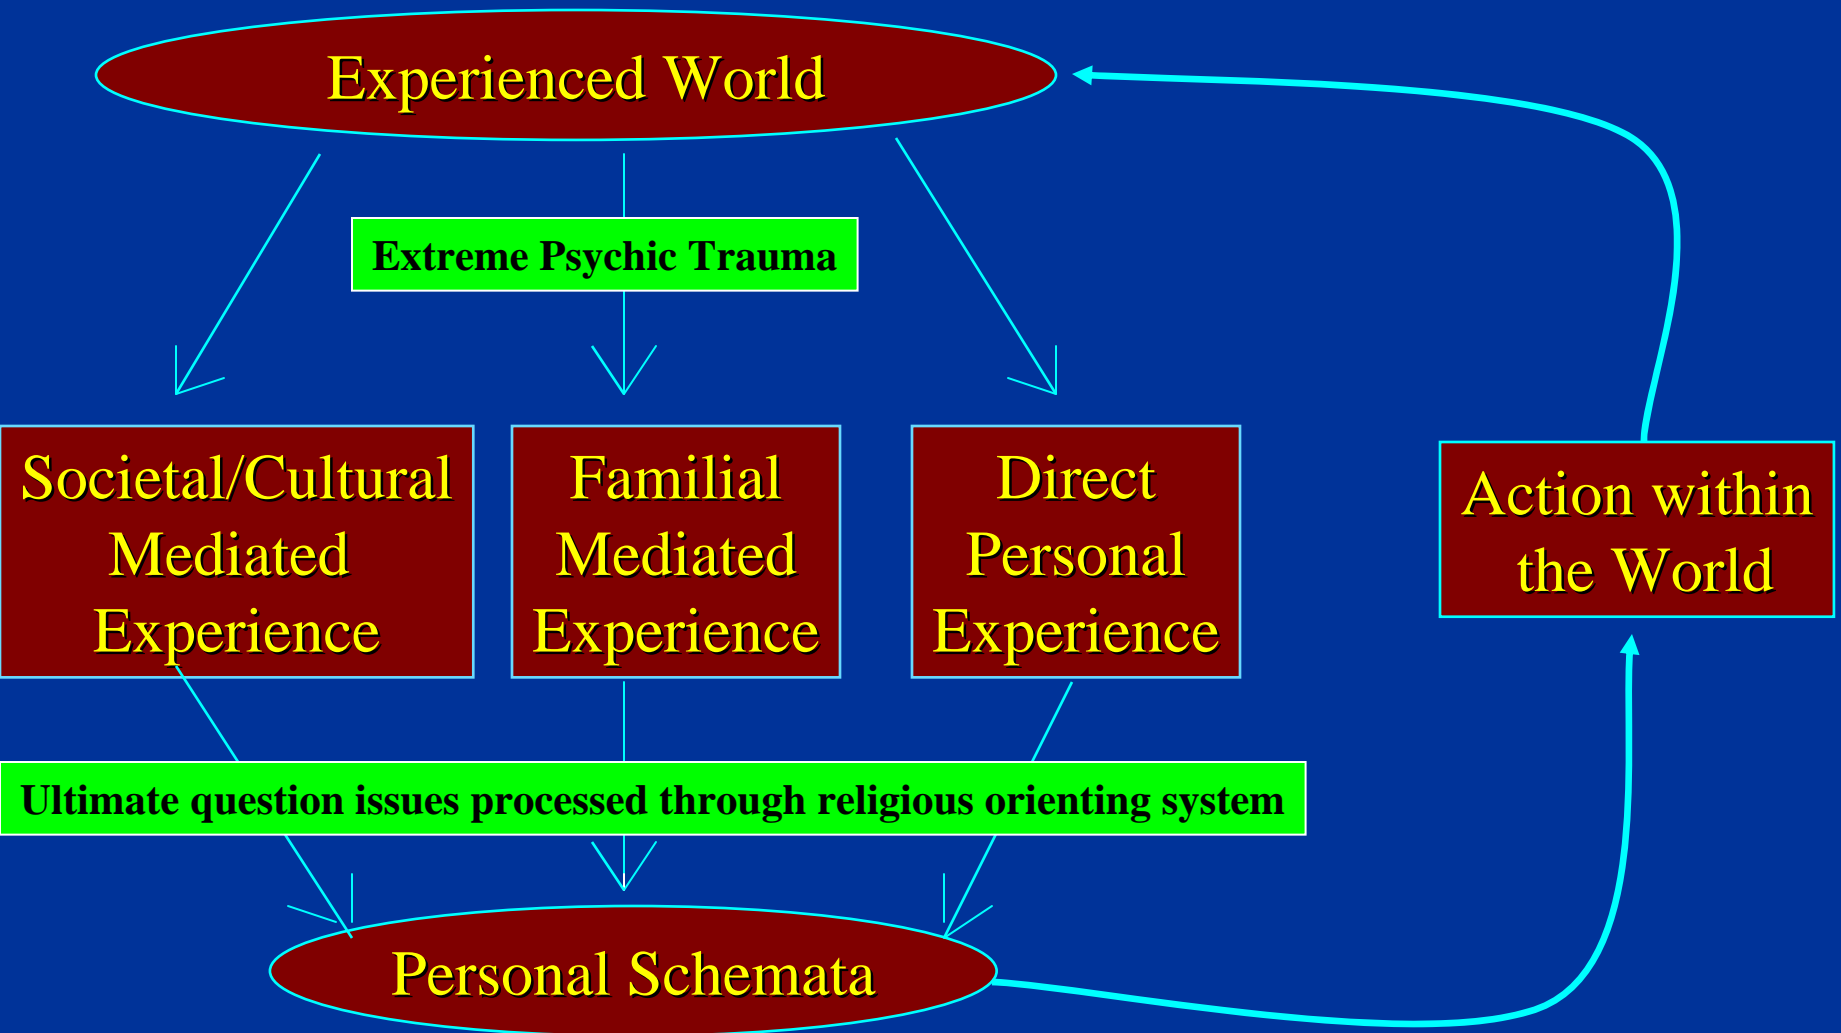 Experienced World
Extreme Psychic Trauma
Societal/Cultural
Mediated
Experience
Familial
Mediated
Experience
Direct
Personal
Experience
Action within
the World
Ultimate question issues processed through religious orienting system
Personal Schemata